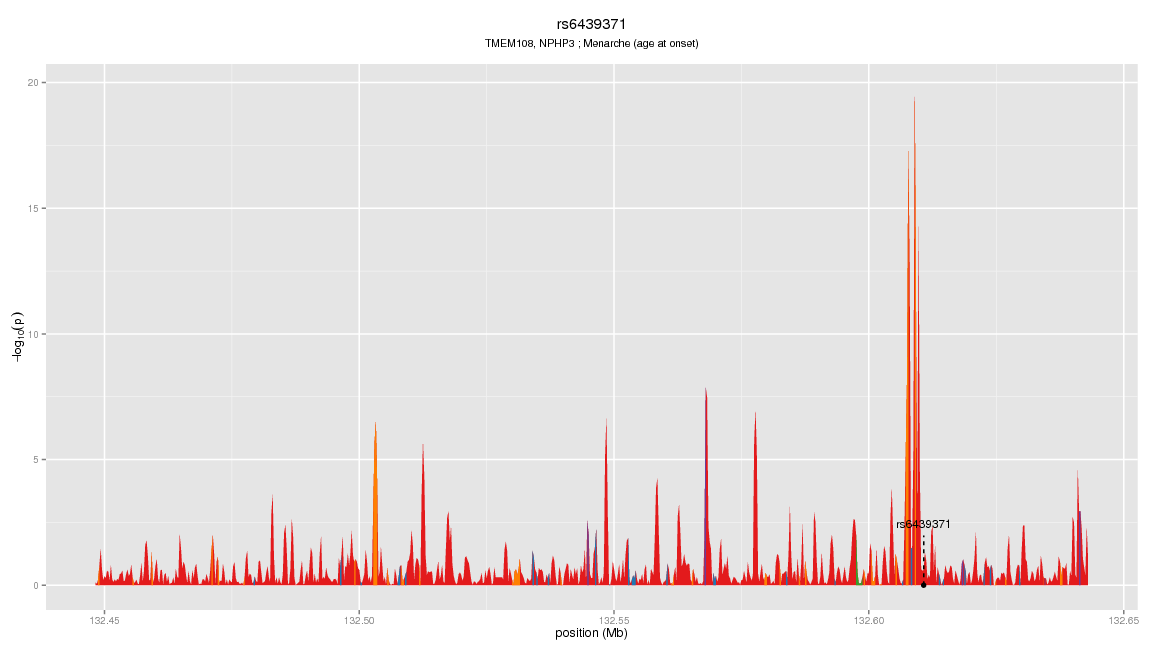 rs6439371
TMEM108, NPHP3 ; Menarche (age at onset)
20
15
10
5
0
−log10(p)
rs6439371
132.45 132.50 132.55 132.60 132.65
position (Mb)